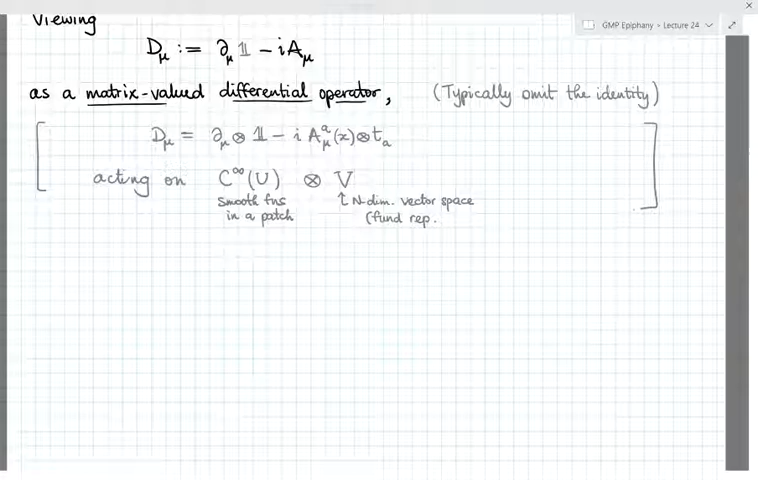 GMP Epiphany • Lecture 24
Viewing
D_μ := ∂_μ 𝟙 − i A_μ
as a matrix-valued differential operator, (Typically omit the identity)
D_μ = ∂_μ ⊗ 𝟙 − i A_μ^a(x) ⊗ t_a
acting on C^∞(U) ⊗ V
smooth fns ↑ N-dim. vector space
in a patch (fund rep.